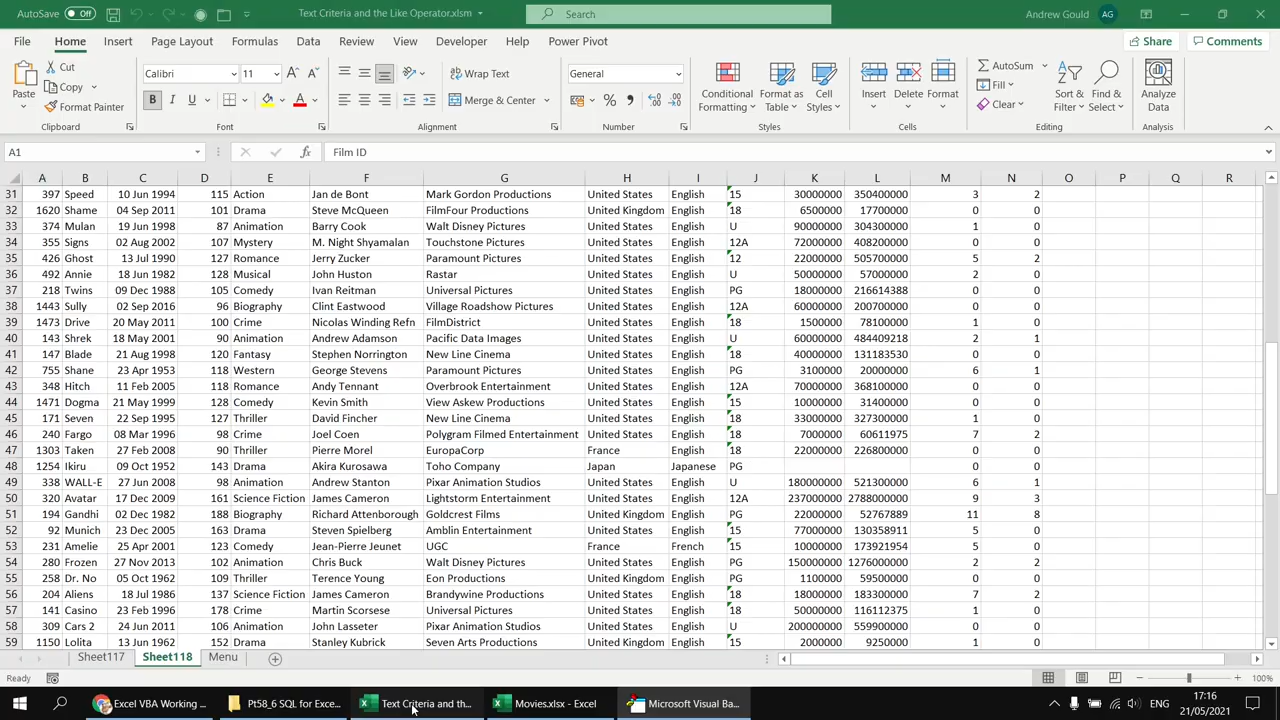 AutoSave Off Text Criteria and the Like Operator.xlsm Search Andrew Gould AG
File Home Insert Page Layout Formulas Data Review View Developer Help Power Pivot Share Comments
Paste Cut Copy Format Painter Calibri 11 Wrap Text Merge & Center General Conditional Formatting Format as Table Cell Styles Insert Delete Format AutoSum Fill Clear Sort & Filter Find & Select Analyze Data
Clipboard Font Alignment Number Styles Cells Editing Analysis
A1 fx Film ID
A B C D E F G H I J K L M N O P Q R
31 397 Speed 10 Jun 1994 115 Action Jan de Bont Mark Gordon Productions United States English 15 30000000 350400000 3 2
32 1620 Shame 04 Sep 2011 101 Drama Steve McQueen FilmFour Productions United Kingdom English 18 6500000 17700000 0 0
33 374 Mulan 19 Jun 1998 87 Animation Barry Cook Walt Disney Pictures United States English U 90000000 304300000 1 0
34 355 Signs 02 Aug 2002 107 Mystery M. Night Shyamalan Touchstone Pictures United States English 12A 72000000 408200000 0 0
35 426 Ghost 13 Jul 1990 127 Romance Jerry Zucker Paramount Pictures United States English 12 22000000 505700000 5 2
36 492 Annie 18 Jun 1982 128 Musical John Huston Rastar United States English U 50000000 57000000 2 0
37 218 Twins 09 Dec 1988 105 Comedy Ivan Reitman Universal Pictures United States English PG 18000000 216614388 0 0
38 1443 Sully 02 Sep 2016 96 Biography Clint Eastwood Village Roadshow Pictures United States English 12A 60000000 200700000 0 0
39 1473 Drive 20 May 2011 100 Crime Nicolas Winding Refn FilmDistrict United States English 18 1500000 78100000 1 0
40 143 Shrek 18 May 2001 90 Animation Andrew Adamson Pacific Data Images United States English U 60000000 484409218 2 1
41 147 Blade 21 Aug 1998 120 Fantasy Stephen Norrington New Line Cinema United States English 18 40000000 131183530 0 0
42 755 Shane 23 Apr 1953 118 Western George Stevens Paramount Pictures United States English PG 3100000 20000000 6 1
43 348 Hitch 11 Feb 2005 118 Romance Andy Tennant Overbrook Entertainment United States English 12A 70000000 368100000 0 0
44 1471 Dogma 21 May 1999 128 Comedy Kevin Smith View Askew Productions United States English 15 10000000 31400000 0 0
45 171 Seven 22 Sep 1995 127 Thriller David Fincher New Line Cinema United States English 18 33000000 327300000 1 0
46 240 Fargo 08 Mar 1996 98 Crime Joel Coen Polygram Filmed Entertainment United States English 18 7000000 60611975 7 2
47 1303 Taken 27 Feb 2008 90 Thriller Pierre Morel EuropaCorp France English 18 22000000 226800000 0 0
48 1254 Ikiru 09 Oct 1952 143 Drama Akira Kurosawa Toho Company Japan Japanese PG 0 0
49 338 WALL-E 27 Jun 2008 98 Animation Andrew Stanton Pixar Animation Studios United States English U 180000000 521300000 6 1
50 320 Avatar 17 Dec 2009 161 Science Fiction James Cameron Lightstorm Entertainment United States English 12A 237000000 2788000000 9 3
51 194 Gandhi 02 Dec 1982 188 Biography Richard Attenborough Goldcrest Films United Kingdom English PG 22000000 52767889 11 8
52 92 Munich 23 Dec 2005 163 Drama Steven Spielberg Amblin Entertainment United States English 15 77000000 130358911 5 0
53 231 Amelie 25 Apr 2001 123 Comedy Jean-Pierre Jeunet UGC France French 15 10000000 173921954 5 0
54 280 Frozen 27 Nov 2013 102 Animation Chris Buck Walt Disney Pictures United States English PG 150000000 1276000000 2 2
55 258 Dr. No 05 Oct 1962 109 Thriller Terence Young Eon Productions United Kingdom English PG 1100000 59500000 0 0
56 204 Aliens 18 Jul 1986 137 Science Fiction James Cameron Brandywine Productions United States English 18 18000000 183300000 7 2
57 141 Casino 23 Feb 1996 178 Crime Martin Scorsese Universal Pictures United States English 18 50000000 116112375 1 0
58 309 Cars 2 24 Jun 2011 106 Animation John Lasseter Pixar Animation Studios United States English U 200000000 559900000 0 0
59 1150 Lolita 13 Jun 1962 152 Drama Stanley Kubrick Seven Arts Productions United Kingdom English 15 2000000 9250000 1 0
Sheet117 Sheet118 Menu
Ready 100%
Excel VBA Working ... Pt58_6 SQL for Exce... Text Criteria and th... Movies.xlsx - Excel Microsoft Visual Ba... 17:16
21/05/2021